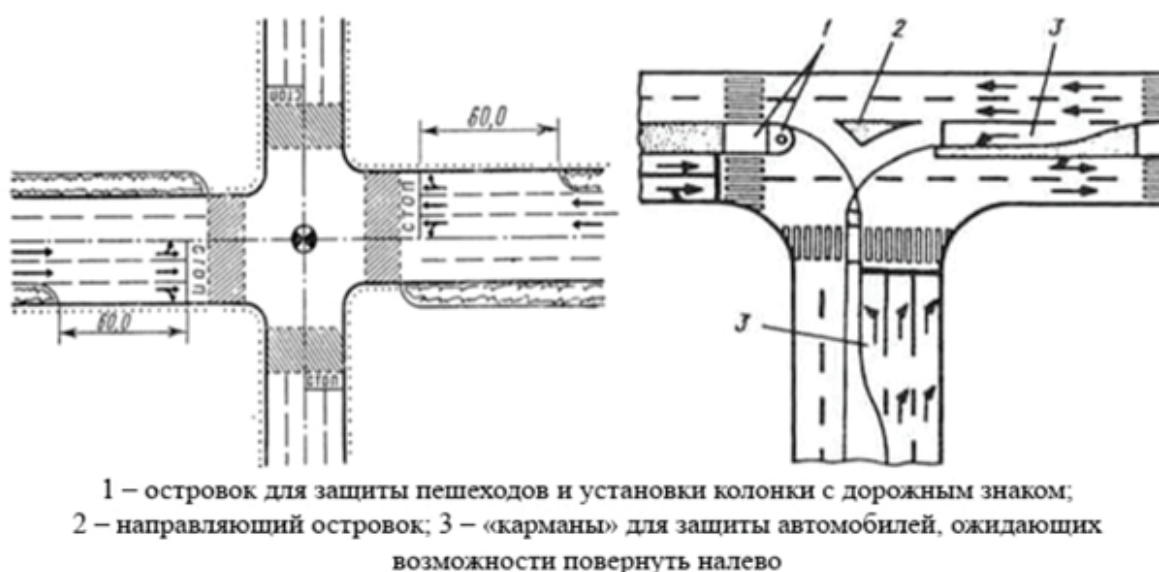 стоп
60,0
стоп
стоп
60,0
стоп
1
2
3
3
1 – островок для защиты пешеходов и установки колонки с дорожным знаком;
2 – направляющий островок; 3 – «карманы» для защиты автомобилей, ожидающих
возможности повернуть налево